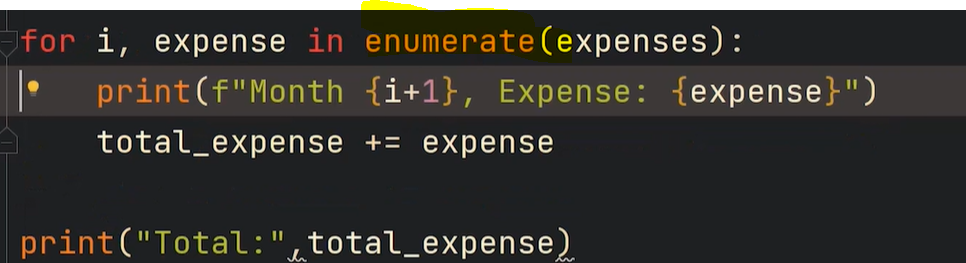 for i, expense in enumerate(expenses):
    print(f"Month {i+1}, Expense: {expense}")
    total_expense += expense
print("Total:",total_expense)